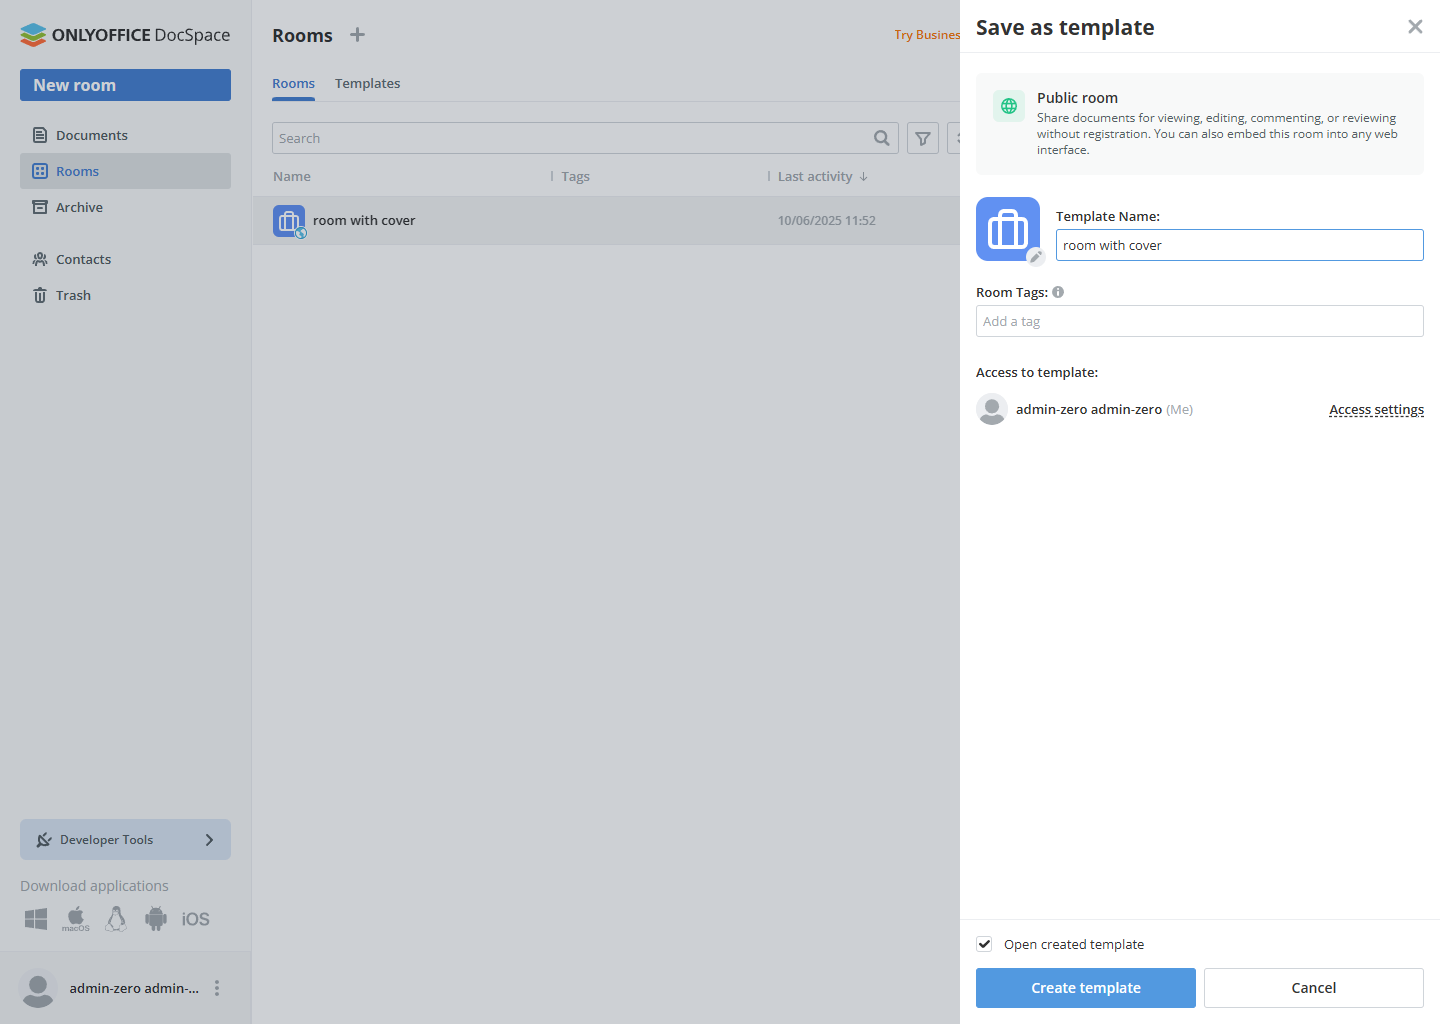 ONLYOFFICE DocSpace
New room
Documents
Rooms
Archive
Contacts
Trash
Developer Tools
Download applications
macOS
iOS
admin-zero admin-...
Rooms
Try Busines
Rooms Templates
Search
Name Tags Last activity
room with cover 10/06/2025 11:52
Save as template
Public room
Share documents for viewing, editing, commenting, or reviewing
without registration. You can also embed this room into any web
interface.
Template Name:
room with cover
Room Tags:
Add a tag
Access to template:
admin-zero admin-zero (Me) Access settings
Open created template
Create template Cancel